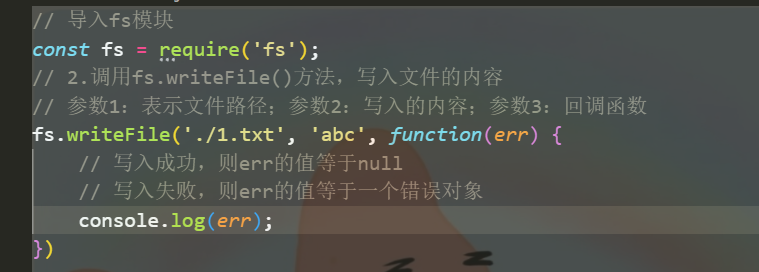 // 导入fs模块
const fs = require('fs');
// 2.调用fs.writeFile()方法，写入文件的内容
// 参数1：表示文件路径；参数2：写入的内容；参数3：回调函数
fs.writeFile('./1.txt', 'abc', function(err) {
    // 写入成功，则err的值等于null
    // 写入失败，则err的值等于一个错误对象
    console.log(err);
})